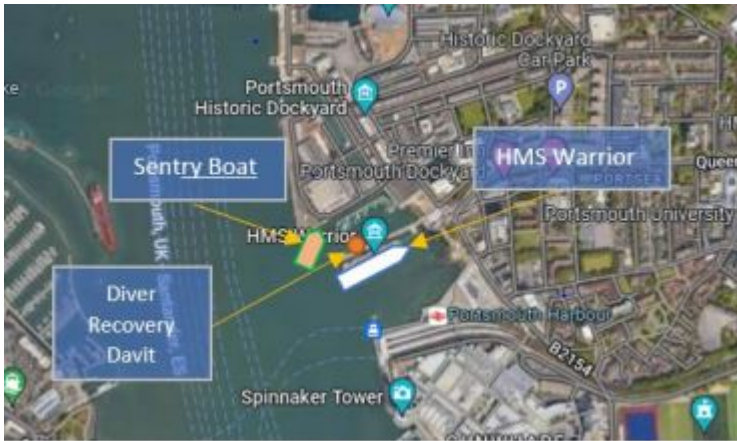 Historic Dockyard
Car Park
P
Portsmouth
Historic Dockyard
Sentry Boat
HMS Warrior
Premier Inn
Portsmouth Dockyard
PORTSEA
Portsmouth University
HMS Warrior
Diver
Recovery
Davit
Portsmouth Harbour
B2154
Spinnaker Tower